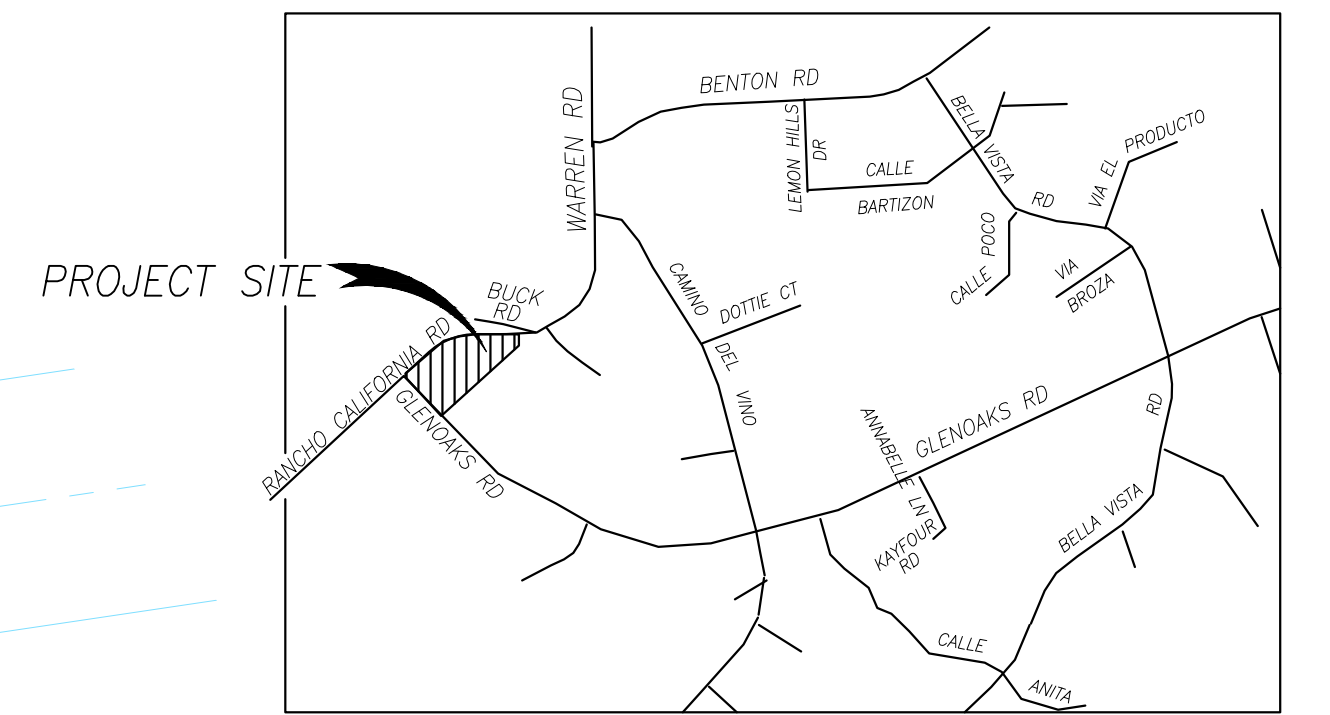 BENTON RD
WARREN RD
LEMON HILLS
DR
CALLE
BARTIZON
BELLA VISTA
RD
VIA EL
PRODUCTO
CALLE POCO
VIA
BROZA
PROJECT SITE
BUCK
RD
RANCHO CALIFORNIA RD
GLENOAKS RD
CAMINO
DOTTIE CT
DEL VINO
ANNABELLE LN
GLENOAKS RD
KAYFOUR
RD
RD
BELLA VISTA
CALLE
ANITA